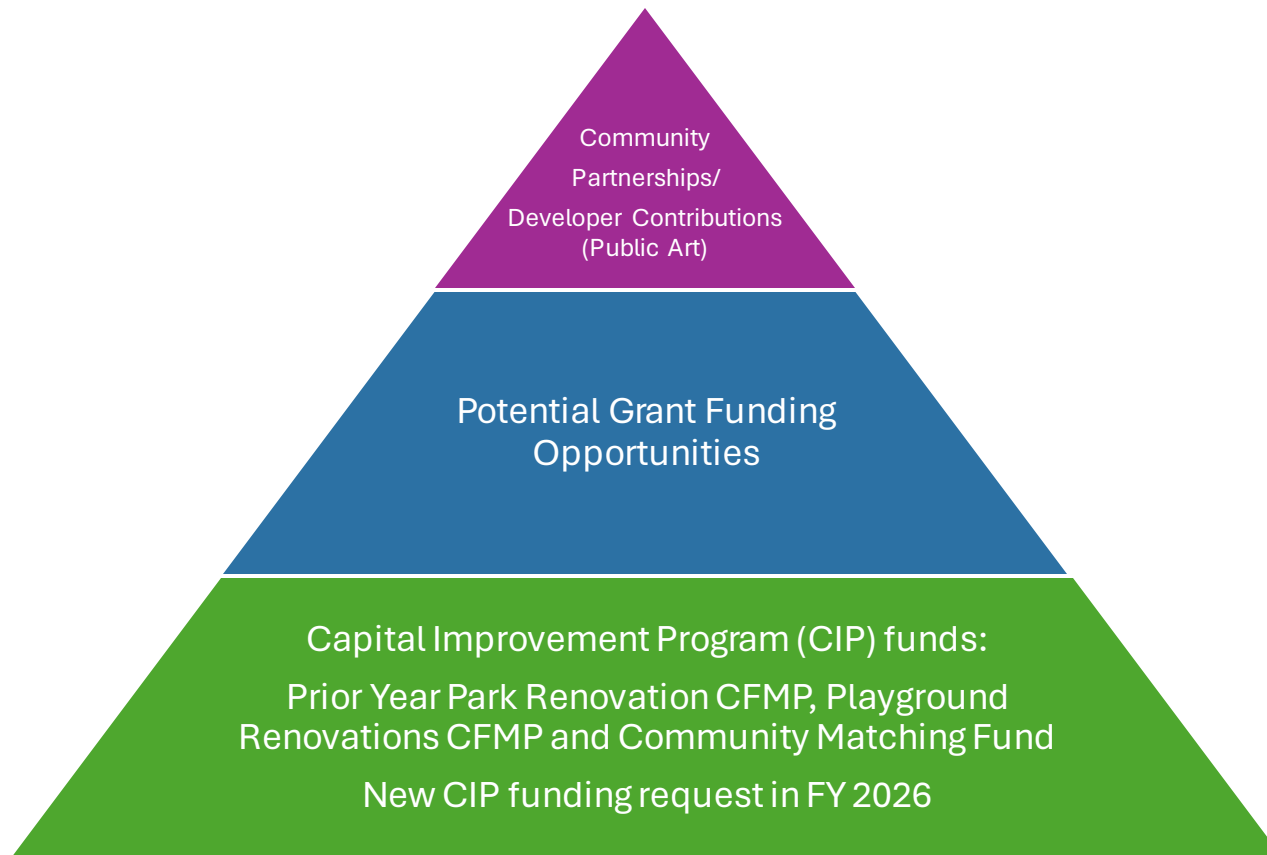 Community
Partnerships/
Developer Contributions
(Public Art)
Potential Grant Funding
Opportunities
Capital Improvement Program (CIP) funds:
Prior Year Park Renovation CFMP, Playground
Renovations CFMP and Community Matching Fund
New CIP funding request in FY 2026